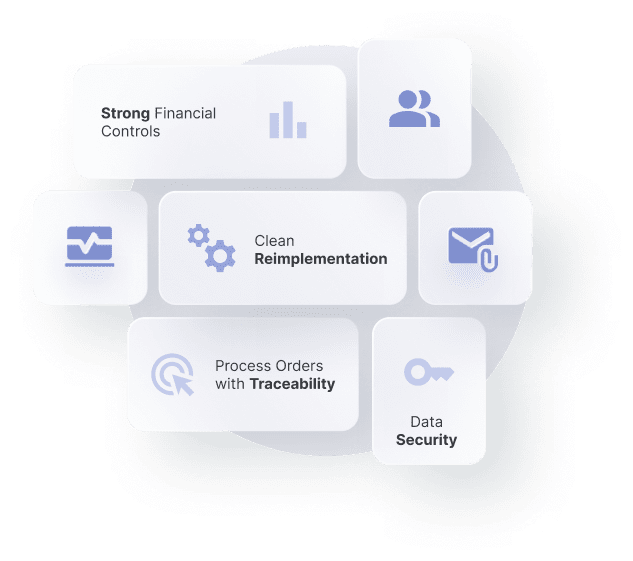 Strong Financial
Controls
Clean
Reimplementation
Process Orders
with Traceability
Data
Security